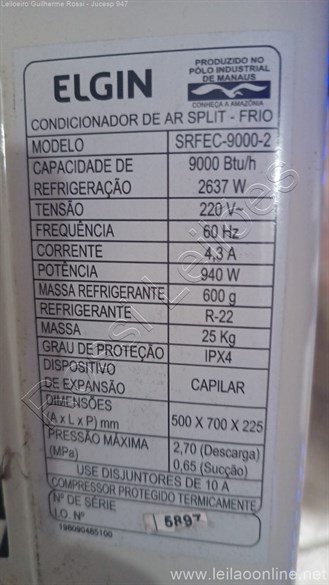 Leiloeiro Guilherme Rossi - Jucesp 947
ELGIN
PRODUZIDO NO
PÓLO INDUSTRIAL
DE MANAUS
CONHEÇA A AMAZÔNIA
CONDICIONADOR DE AR SPLIT - FRIO
MODELO SRFEC-9000-2
CAPACIDADE DE REFRIGERAÇÃO 9000 Btu/h
2637 W
TENSÃO 220 V~
FREQUÊNCIA 60 Hz
CORRENTE 4,3 A
POTÊNCIA 940 W
MASSA REFRIGERANTE 600 g
REFRIGERANTE R-22
MASSA 25 Kg
GRAU DE PROTEÇÃO IPX4
DISPOSITIVO
DE EXPANSÃO CAPILAR
DIMENSÕES
(A x L x P) mm 500 X 700 X 225
PRESSÃO MÁXIMA 2,70 (Descarga)
(MPa) 0,65 (Sucção)
USE DISJUNTORES DE 10 A
COMPRESSOR PROTEGIDO TERMICAMENTE
Nº DE SÉRIE
I.O. Nº
5897
198090485100
Rossi Leilões
www.leilaoonline.net